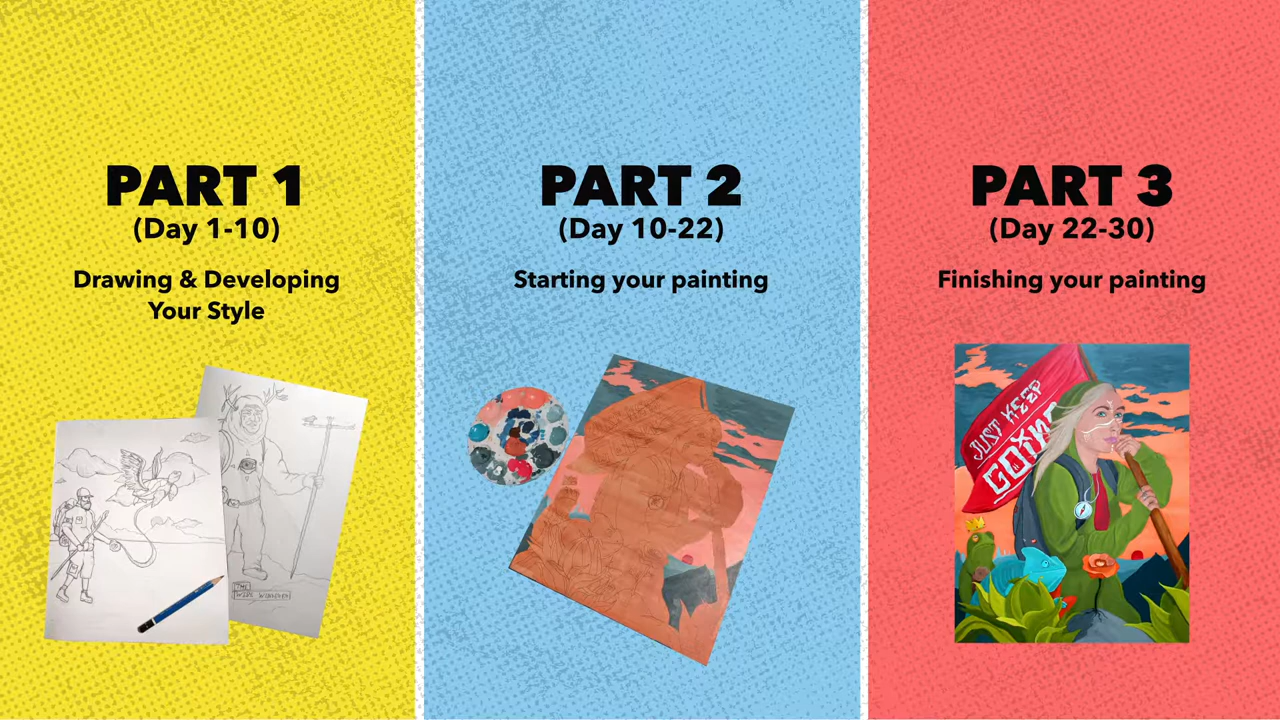 PART 1
(Day 1-10)
Drawing & Developing
Your Style
PART 2
(Day 10-22)
Starting your painting
PART 3
(Day 22-30)
Finishing your painting
JUST KEEP
GOING
THE